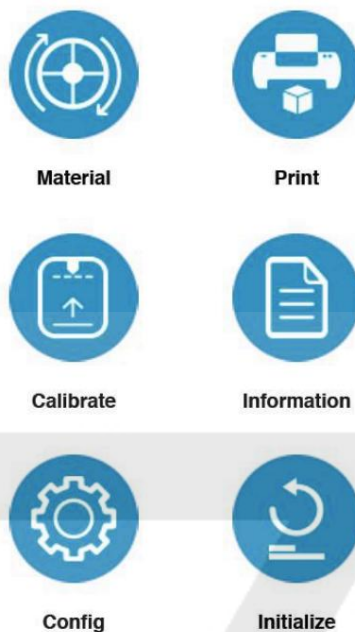 Material
Print
Calibrate
Information
Config
Initialize